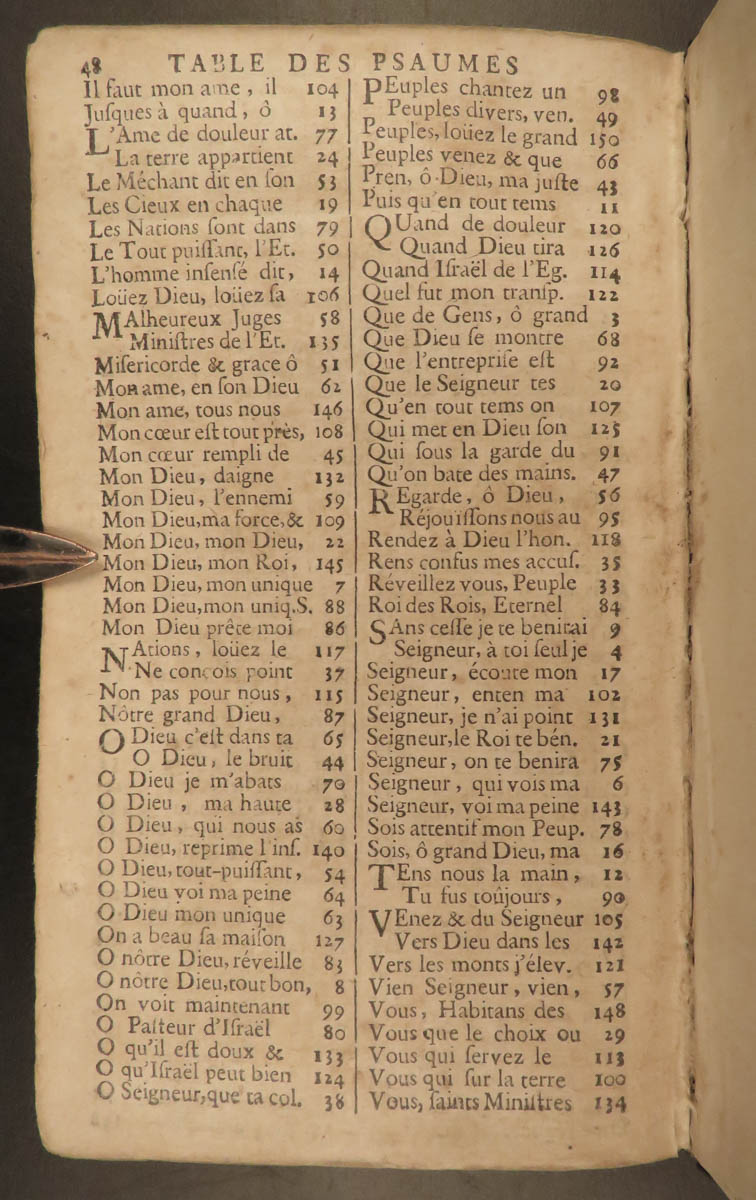 48 TABLE DES PSAUMES
Il faut mon ame, il 104
Juſques à quand, ô 13
L'Ame de douleur at. 77
La terre appartient 24
Le Méchant dit en ſon 53
Les Cieux en chaque 19
Les Nations ſont dans 79
Le Tout puiſſant, l'Et. 50
L'homme inſenſé dit, 14
Loüez Dieu, loüez ſa 106
MAlheureux Juges 58
Miniſtres de l'Et. 135
Miſericorde & grace ô 51
Mon ame, en ſon Dieu 62
Mon ame, tous nous 146
Mon cœur eſt tout près, 108
Mon cœur rempli de 45
Mon Dieu, daigne 132
Mon Dieu, l'ennemi 59
Mon Dieu, ma force, & 109
Mon Dieu, mon Dieu, 22
Mon Dieu, mon Roi, 145
Mon Dieu, mon unique 7
Mon Dieu, mon uniq.S. 88
Mon Dieu prête moi 86
NAtions, loüez le 117
Ne conçois point 37
Non pas pour nous, 115
Nôtre grand Dieu, 87
O Dieu c'eſt dans ta 65
O Dieu, le bruit 44
O Dieu je m'abats 70
O Dieu, ma haute 28
O Dieu, qui nous as 60
O Dieu, reprime l'inſ. 140
O Dieu, tout-puiſſant, 54
O Dieu voi ma peine 64
O Dieu mon unique 63
On a beau ſa maiſon 127
O nôtre Dieu, réveille 83
O nôtre Dieu, tout bon, 8
On voit maintenant 99
O Paſteur d'Iſraël 80
O qu'il eſt doux & 133
O qu'Iſraël peut bien 124
O Seigneur, que ta col. 38
PEuples chantez un 98
Peuples divers, ven. 49
Peuples, loüez le grand 150
Peuples venez & que 66
Pren, ô Dieu, ma juſte 43
Puis qu'en tout tems 11
QUand de douleur 120
Quand Dieu tira 126
Quand Iſraël de l'Eg. 114
Quel fut mon tranſp. 122
Que de Gens, ô grand 3
Que Dieu ſe montre 68
Que l'entrepriſe eſt 92
Que le Seigneur tes 20
Qu'en tout tems on 107
Qui met en Dieu ſon 125
Qui ſous la garde du 91
Qu'on bate des mains. 47
REgarde, ô Dieu, 56
Réjouïſſons nous au 95
Rendez à Dieu l'hon. 118
Rens confus mes accuſ. 35
Réveillez vous, Peuple 33
Roi des Rois, Eternel 84
SAns ceſſe je te benirai 9
Seigneur, à toi ſeul je 4
Seigneur, écoute mon 17
Seigneur, enten ma 102
Seigneur, je n'ai point 131
Seigneur, le Roi te bén. 21
Seigneur, on te benira 75
Seigneur, qui vois ma 6
Seigneur, voi ma peine 143
Sois attentif mon Peup. 78
Sois, ô grand Dieu, ma 16
TEns nous la main, 12
Tu fus toûjours, 90
VEnez & du Seigneur 105
Vers Dieu dans les 142
Vers les monts j'élev. 121
Vien Seigneur, vien, 57
Vous, Habitans des 148
Vous que le choix ou 29
Vous qui ſervez le 113
Vous qui ſur la terre 100
Vous, ſaints Miniſtres 134